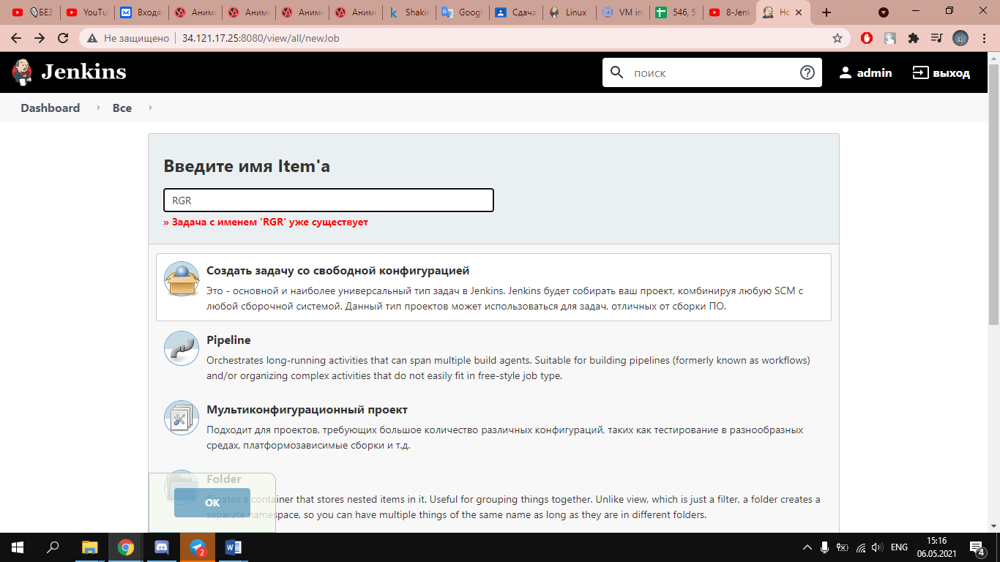 БЕЗ
YouTu
Входя
Аниме
Аниме
Аниме
Аниме
Shakir
Googl
Сдача
Linux
VM in
546, 5
8-Jenk
Не защищено
34.121.17.25:8080/view/all/newJob
Jenkins
поиск
admin
выход
Dashboard
Все
Введите имя Item'а
RGR
» Задача с именем 'RGR' уже существует
Создать задачу со свободной конфигурацией
Это - основной и наиболее универсальный тип задач в Jenkins. Jenkins будет собирать ваш проект, комбинируя любую SCM с
любой сборочной системой. Данный тип проектов может использоваться для задач, отличных от сборки ПО.
Pipeline
Orchestrates long-running activities that can span multiple build agents. Suitable for building pipelines (formerly known as workflows)
and/or organizing complex activities that do not easily fit in free-style job type.
Мультиконфигурационный проект
Подходит для проектов, требующих большое количество различных конфигураций, таких как тестирование в разнообразных
средах, платформозависимые сборки и т.д.
Folder
Creates a container that stores nested items in it. Useful for grouping things together. Unlike view, which is just a filter, a folder creates a
separate namespace, so you can have multiple things of the same name as long as they are in different folders.
OK
2
ENG
15:16
06.05.2021
4